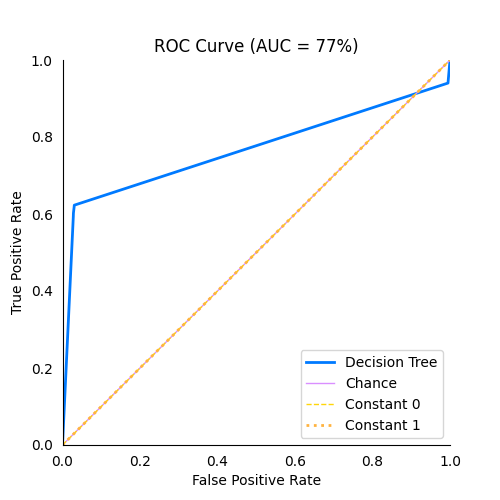 ROC Curve (AUC = 77%)
1.0
0.8
0.6
0.4
0.2
0.0
True Positive Rate
0.0 0.2 0.4 0.6 0.8 1.0
False Positive Rate
Decision Tree
Chance
Constant 0
Constant 1